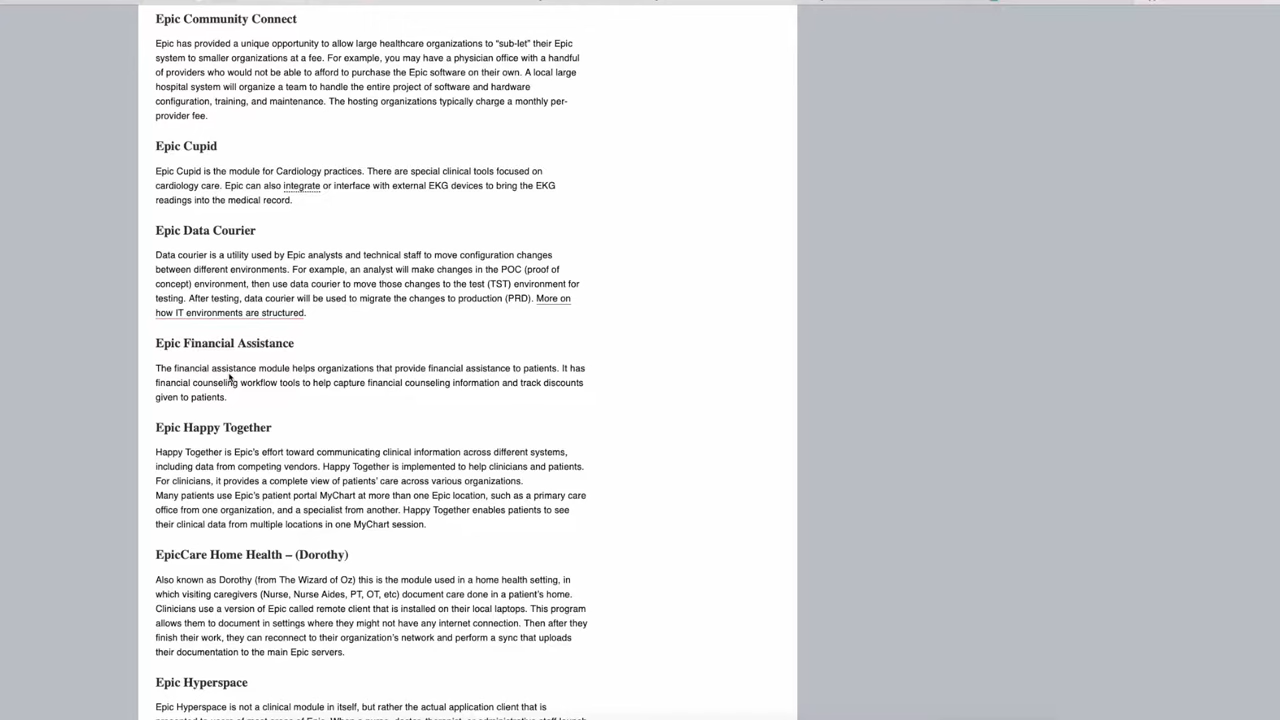 Epic Community Connect
Epic has provided a unique opportunity to allow large healthcare organizations to “sub-let” their Epic
system to smaller organizations at a fee. For example, you may have a physician office with a handful
of providers who would not be able to afford to purchase the Epic software on their own. A local large
hospital system will organize a team to handle the entire project of software and hardware
configuration, training, and maintenance. The hosting organizations typically charge a monthly per-
provider fee.
Epic Cupid
Epic Cupid is the module for Cardiology practices. There are special clinical tools focused on
cardiology care. Epic can also integrate or interface with external EKG devices to bring the EKG
readings into the medical record.
Epic Data Courier
Data courier is a utility used by Epic analysts and technical staff to move configuration changes
between different environments. For example, an analyst will make changes in the POC (proof of
concept) environment, then use data courier to move those changes to the test (TST) environment for
testing. After testing, data courier will be used to migrate the changes to production (PRD). More on
how IT environments are structured.
Epic Financial Assistance
The financial assistance module helps organizations that provide financial assistance to patients. It has
financial counseling workflow tools to help capture financial counseling information and track discounts
given to patients.
Epic Happy Together
Happy Together is Epic’s effort toward communicating clinical information across different systems,
including data from competing vendors. Happy Together is implemented to help clinicians and patients.
For clinicians, it provides a complete view of patients’ care across various organizations.
Many patients use Epic’s patient portal MyChart at more than one Epic location, such as a primary care
office from one organization, and a specialist from another. Happy Together enables patients to see
their clinical data from multiple locations in one MyChart session.
EpicCare Home Health – (Dorothy)
Also known as Dorothy (from The Wizard of Oz) this is the module used in a home health setting, in
which visiting caregivers (Nurse, Nurse Aides, PT, OT, etc) document care done in a patient’s home.
Clinicians use a version of Epic called remote client that is installed on their local laptops. This program
allows them to document in settings where they might not have any internet connection. Then after they
finish their work, they can reconnect to their organization’s network and perform a sync that uploads
their documentation to the main Epic servers.
Epic Hyperspace
Epic Hyperspace is not a clinical module in itself, but rather the actual application client that is